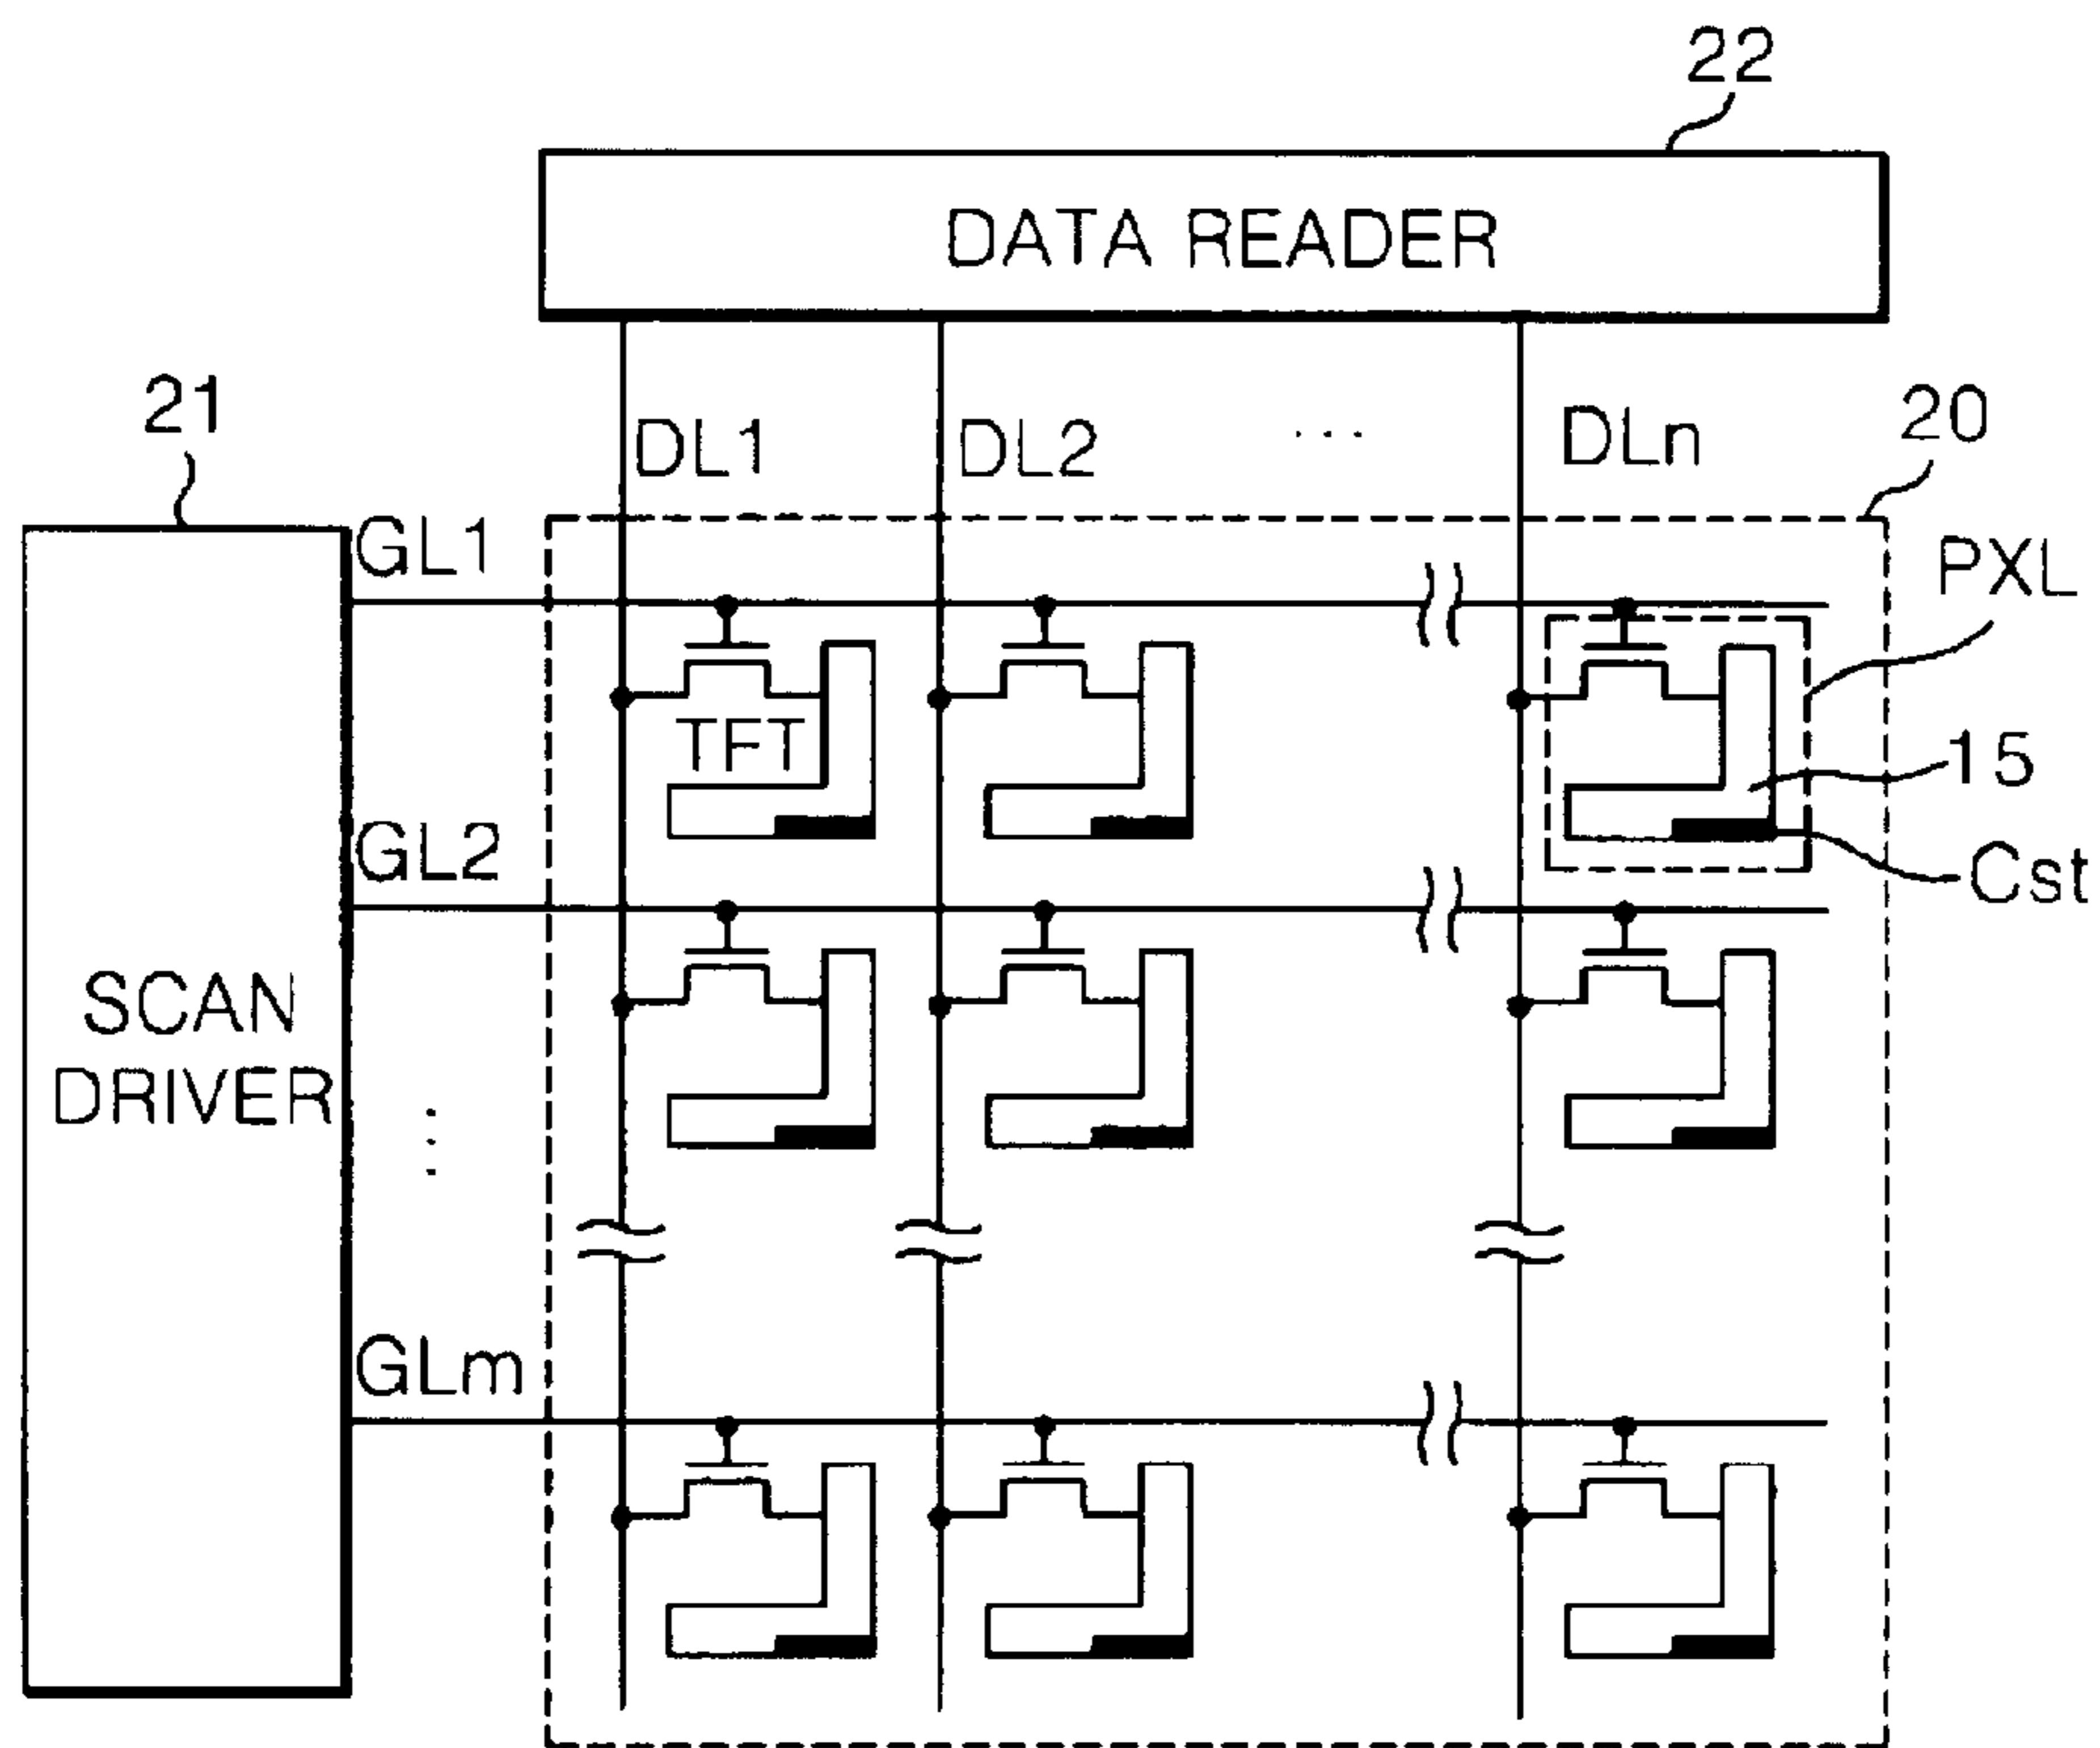 22
DATA READER
21
20
DL1
DL2
...
DLn
GL1
PXL
TFT
15
GL2
Cst
SCAN
DRIVER
GLm